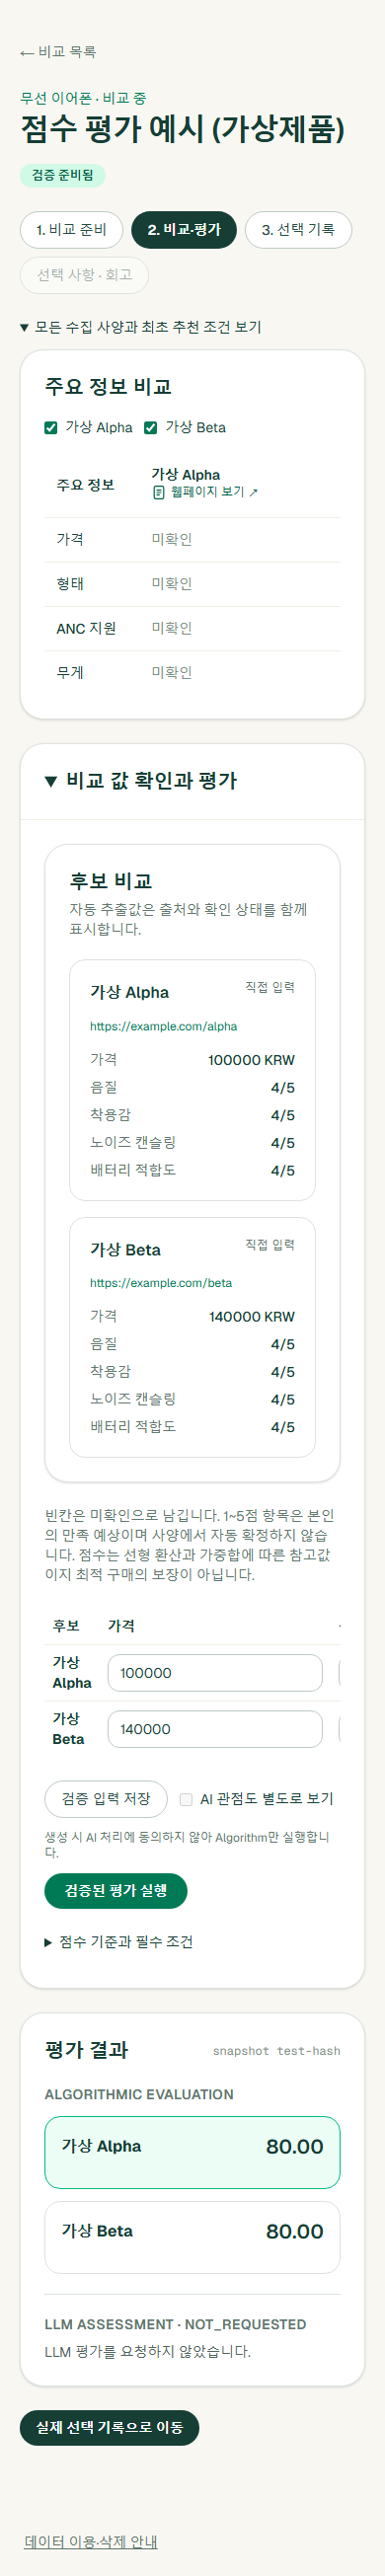 ← 비교 목록
무선 이어폰 · 비교 중
점수 평가 예시 (가상제품)
검증 준비됨
1. 비교 준비
2. 비교·평가
3. 선택 기록
선택 사항 · 회고
▼ 모든 수집 사양과 최초 추천 조건 보기
주요 정보 비교
가상 Alpha
가상 Beta
주요 정보
가상 Alpha
웹페이지 보기 ↗
가격 미확인
형태 미확인
ANC 지원 미확인
무게 미확인
▼ 비교 값 확인과 평가
후보 비교
자동 추출값은 출처와 확인 상태를 함께
표시합니다.
가상 Alpha 직접 입력
https://example.com/alpha
가격 100000 KRW
음질 4/5
착용감 4/5
노이즈 캔슬링 4/5
배터리 적합도 4/5
가상 Beta 직접 입력
https://example.com/beta
가격 140000 KRW
음질 4/5
착용감 4/5
노이즈 캔슬링 4/5
배터리 적합도 4/5
빈칸은 미확인으로 남깁니다. 1~5점 항목은 본인
의 만족 예상이며 사양에서 자동 확정하지 않습
니다. 점수는 선형 환산과 가중합에 따른 참고값
이지 최적 구매의 보장이 아닙니다.
후보 가격
가상
Alpha
100000
가상
Beta
140000
검증 입력 저장
AI 관점도 별도로 보기
생성 시 AI 처리에 동의하지 않아 Algorithm만 실행합니
다.
검증된 평가 실행
▶ 점수 기준과 필수 조건
평가 결과 snapshot test-hash
ALGORITHMIC EVALUATION
가상 Alpha 80.00
가상 Beta 80.00
LLM ASSESSMENT · NOT_REQUESTED
LLM 평가를 요청하지 않았습니다.
실제 선택 기록으로 이동
데이터 이용·삭제 안내